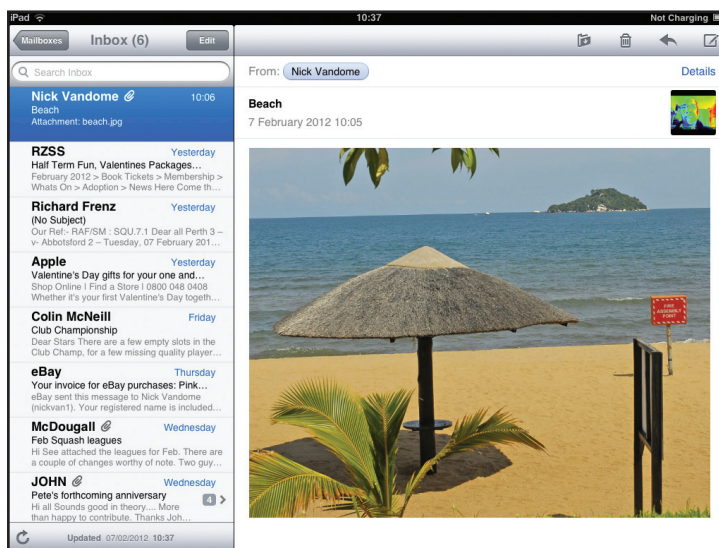 iPad 10:37 Not Charging
Mailboxes Inbox (6) Edit
Search Inbox
Nick Vandome 10:06
Beach
Attachment: beach.jpg
RZSS Yesterday
Half Term Fun, Valentines Packages…
February 2012 > Book Tickets > Membership >
Whats On > Adoption > News Here Come th…
Richard Frenz Yesterday
(No Subject)
Our Ref:- RAF/SM : SQU.7.1 Dear all Perth 3 –
v- Abbotsford 2 – Tuesday, 07 February 201…
Apple Yesterday
Valentine's Day gifts for your one and…
Shop Online | Find a Store | 0800 048 0408
Whether it's your first Valentine's Day togeth…
Colin McNeill Friday
Club Championship
Dear Stars There are a few empty slots in the
Club Champ, for a few missing quality player…
eBay Thursday
Your invoice for eBay purchases: Pink…
eBay sent this message to Nick Vandome
(nickvan1). Your registered name is included…
McDougall Wednesday
Feb Squash leagues
Hi See attached the leagues for Feb. There are
a couple of changes worthy of note. Two guy…
JOHN Wednesday
Pete's forthcoming anniversary 4
Hi all Sounds good in theory.... More
than happy to contribute. Thanks Joh…
Updated 07/02/2012 10:37
From: Nick Vandome Details
Beach
7 February 2012 10:05
FIRE
ASSEMBLY
POINT